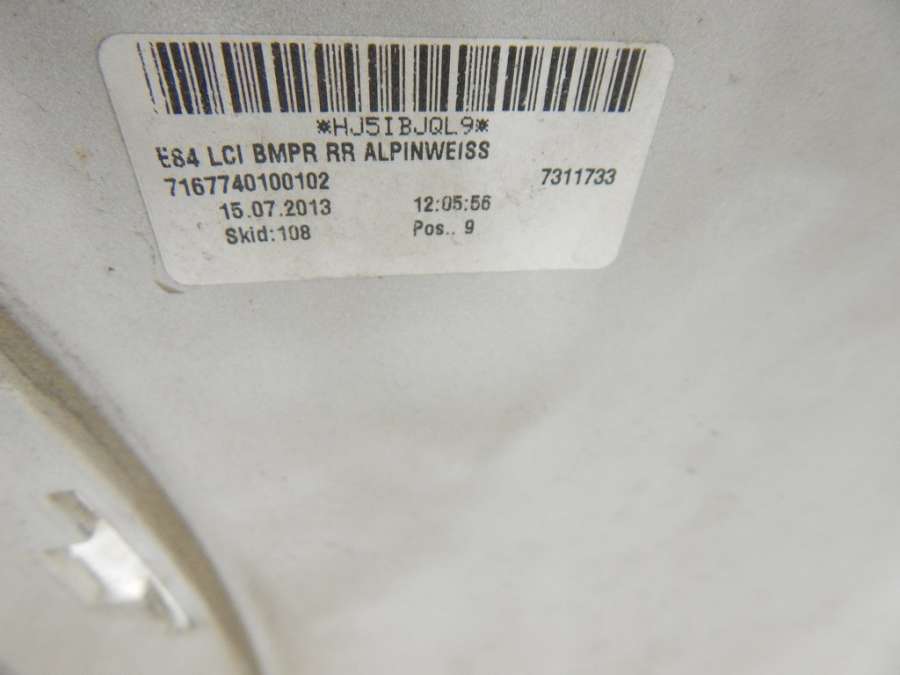 *HJ5IBJQL9*
E84 LCI BMPR RR ALPINWEISS
7167740100102 7311733
15.07.2013 12:05:56
Skid:108 Pos.. 9